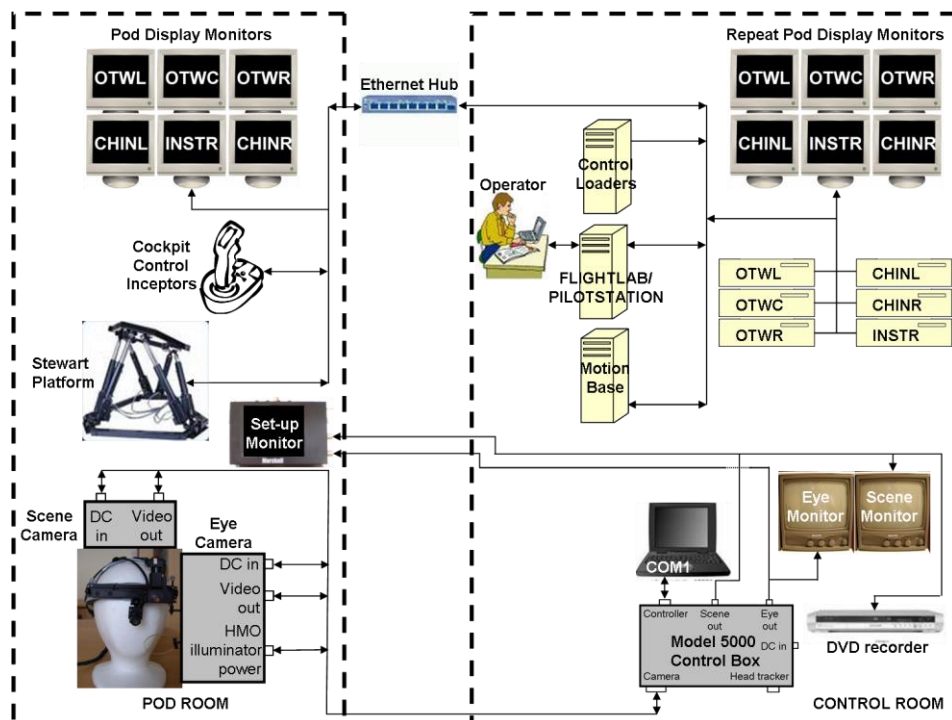 Pod Display Monitors
OTWL
OTWC
OTWR
CHINL
INSTR
CHINR
Ethernet Hub
Cockpit
Control
Inceptors
Stewart
Platform
Set-up
Monitor
Marshall
Scene
Camera
DC
in
Video
out
Eye
Camera
DC in
Video
out
HMO
illuminator
power
POD ROOM
Repeat Pod Display Monitors
OTWL
OTWC
OTWR
CHINL
INSTR
CHINR
Operator
Control
Loaders
FLIGHTLAB/
PILOTSTATION
Motion
Base
OTWL
OTWC
OTWR
CHINL
CHINR
INSTR
Eye
Monitor
Scene
Monitor
COM1
Controller
Scene
out
Eye
out
Model 5000
Control Box
DC in
Camera
Head tracker
DVD recorder
CONTROL ROOM